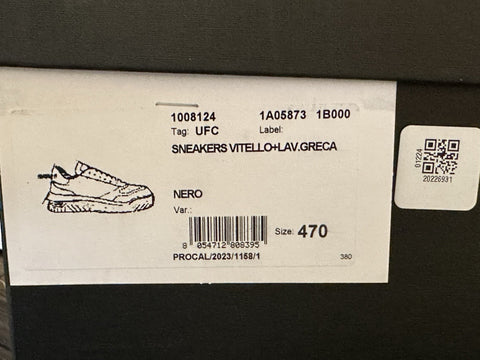 1008124 1A05873 1B000
Tag: UFC Label:
SNEAKERS VITELLO+LAV.GRECA
NERO
Var.:
Size: 470
8 054712 808395
PROCAL/2023/1158/1
380
01224
20226931